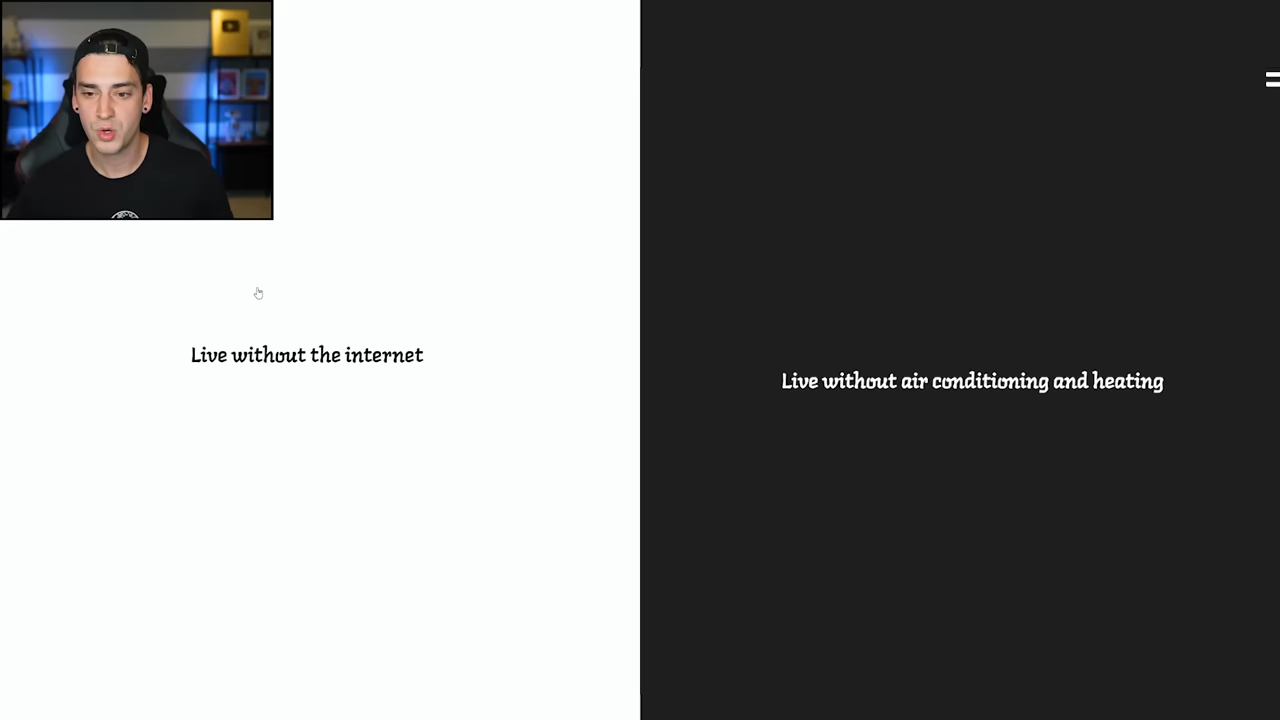 Live without the internet
Live without air conditioning and heating